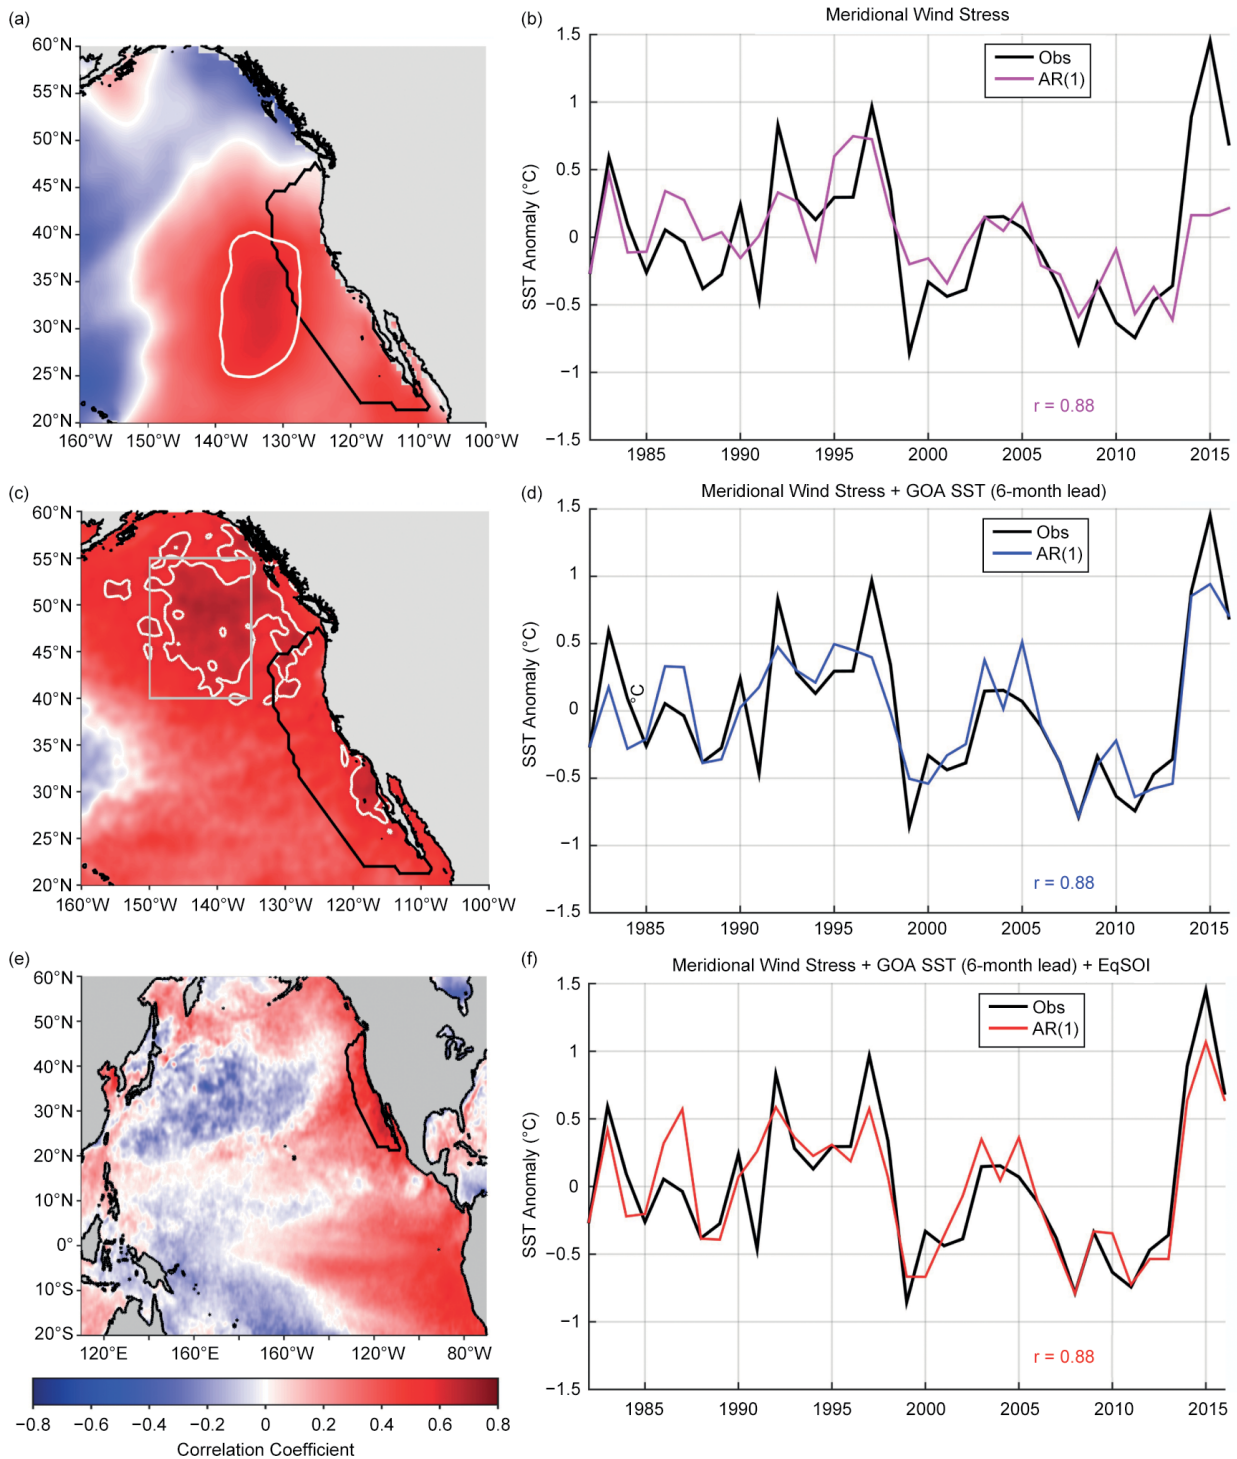 (a)
60°N
55°N
50°N
45°N
40°N
35°N
30°N
25°N
20°N
160°W 150°W 140°W 130°W 110°W 100°W
(b)
Meridional Wind Stress
SST Anomaly (°C)
1.5
1
0.5
0
−0.5
−1
−1.5
Obs
AR(1)
r = 0.88
1985 1990 1995 2000 2005 2010 2015
(c)
60°N
55°N
50°N
45°N
40°N
35°N
30°N
25°N
20°N
160°W 150°W 140°W 130°W 110°W 100°W
(d)
Meridional Wind Stress + GOA SST (6-month lead)
SST Anomaly (°C)
1.5
1
0.5
0
−0.5
−1
−1.5
°C
Obs
AR(1)
r = 0.88
1985 1990 1995 2000 2005 2010 2015
(e)
60°N
50°N
40°N
30°N
20°N
10°N
0°
10°S
20°S
120°E 160°E 160°W 120°W 80°W
−0.8 −0.6 −0.4 −0.2 0 0.2 0.4 0.6 0.8
Correlation Coefficient
(f)
Meridional Wind Stress + GOA SST (6-month lead) + EqSOI
SST Anomaly (°C)
1.5
1
0.5
0
−0.5
−1
−1.5
Obs
AR(1)
r = 0.88
1985 1990 1995 2000 2005 2010 2015